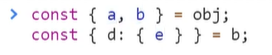 > const { a, b } = obj;
const { d: { e } } = b;